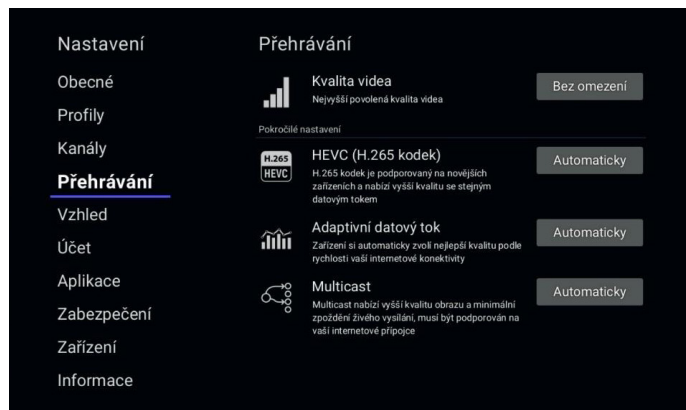 Nastavení
Obecné
Profily
Kanály
Přehrávání
Vzhled
Účet
Aplikace
Zabezpečení
Zařízení
Informace
Přehrávání
Kvalita videa
Nejvyšší povolená kvalita videa
Bez omezení
Pokročilé nastavení
H.265
HEVC
HEVC (H.265 kodek)
H.265 kodek je podporovaný na novějších
zařízeních a nabízí vyšší kvalitu se stejným
datovým tokem
Automaticky
Adaptivní datový tok
Zařízení si automaticky zvolí nejlepší kvalitu podle
rychlosti vaší internetové konektivity
Automaticky
Multicast
Multicast nabízí vyšší kvalitu obrazu a minimální
zpoždění živého vysílání, musí být podporován na
vaší internetové přípojce
Automaticky